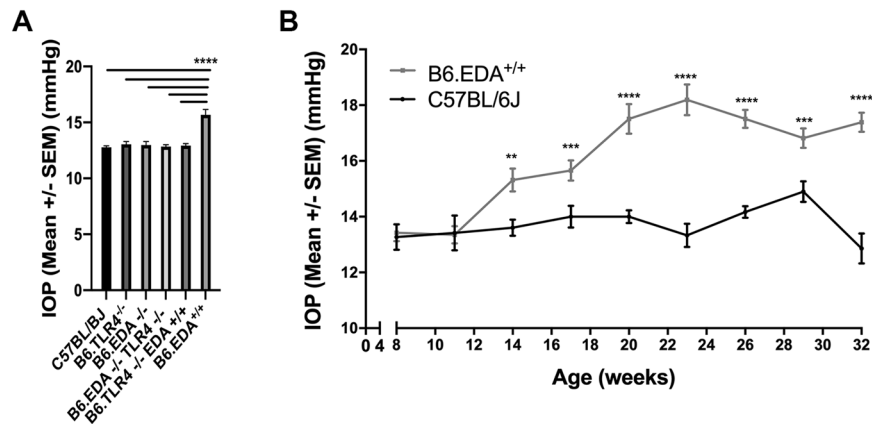 A
IOP (Mean +/- SEM) (mmHg)
20
15
10
5
0
****
C57BL/BJ
B6.TLR4-/-
B6.EDA -/-
B6.EDA -/- TLR4 -/-
B6.TLR4 -/- EDA +/+
B6.EDA+/+
B
IOP (Mean +/- SEM) (mmHg)
20
18
16
14
12
10
B6.EDA+/+
C57BL/6J
** *** **** **** **** *** ****
0 4 8 10 12 14 16 18 20 22 24 26 28 30 32
Age (weeks)